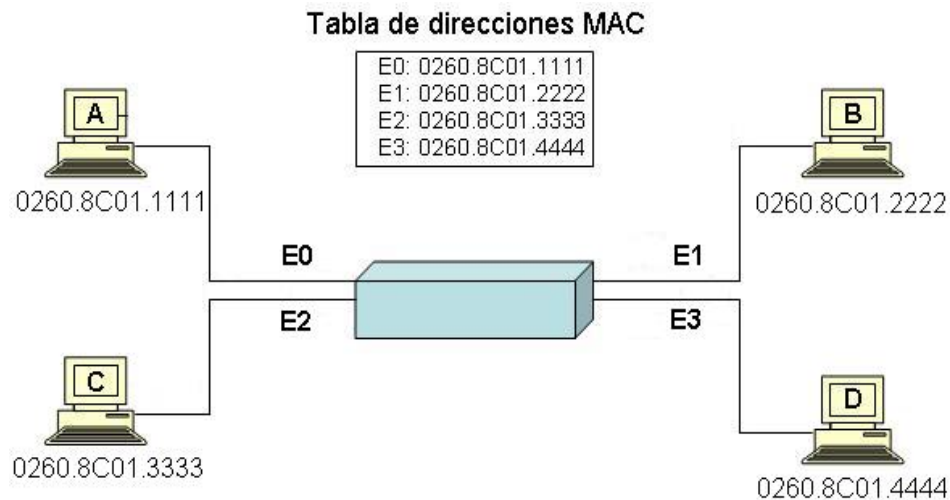 Tabla de direcciones MAC
E0: 0260.8C01.1111
E1: 0260.8C01.2222
E2: 0260.8C01.3333
E3: 0260.8C01.4444
A
0260.8C01.1111
B
0260.8C01.2222
E0
E1
E2
E3
C
0260.8C01.3333
D
0260.8C01.4444